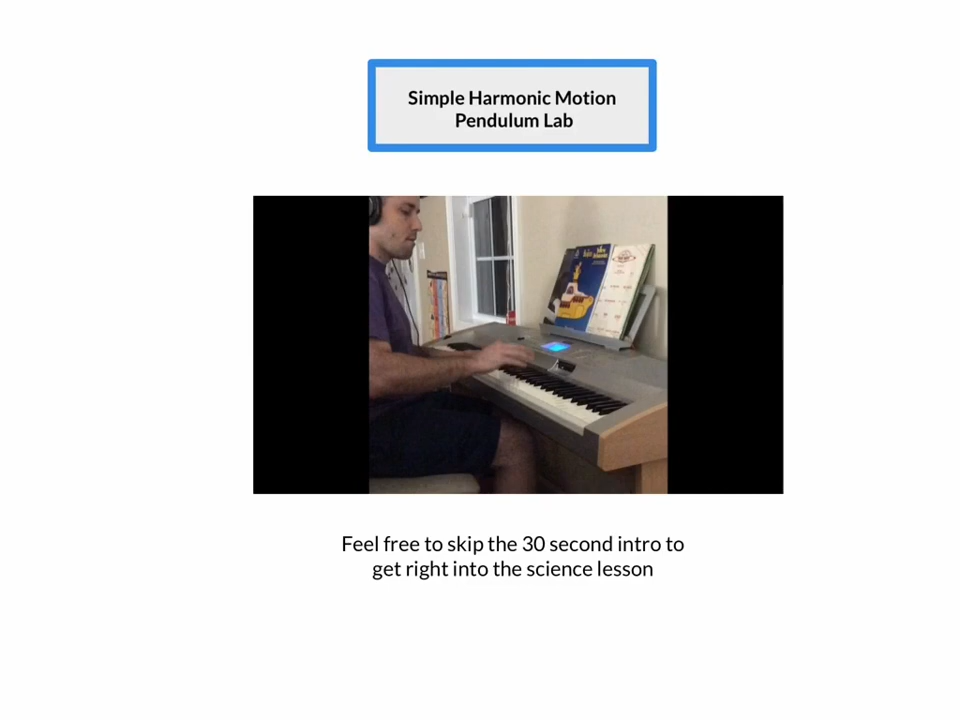 Simple Harmonic Motion
Pendulum Lab
Feel free to skip the 30 second intro to
get right into the science lesson